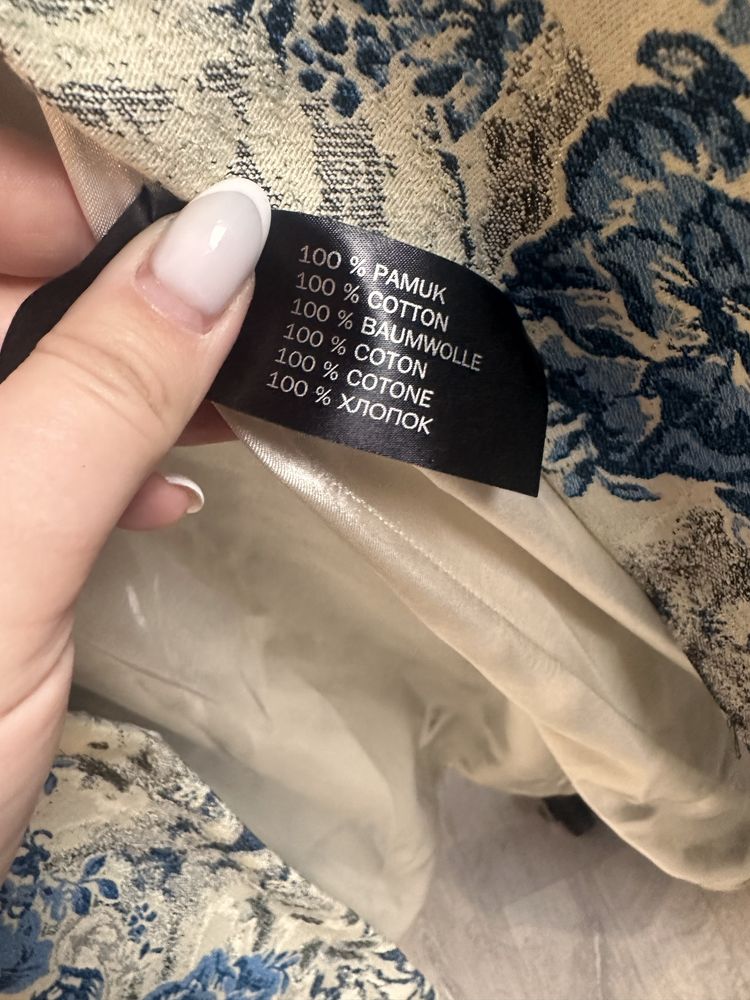 100 % PAMUK
100 % COTTON
100 % BAUMWOLLE
100 % COTON
100 % COTONE
100 % ХЛОПОК